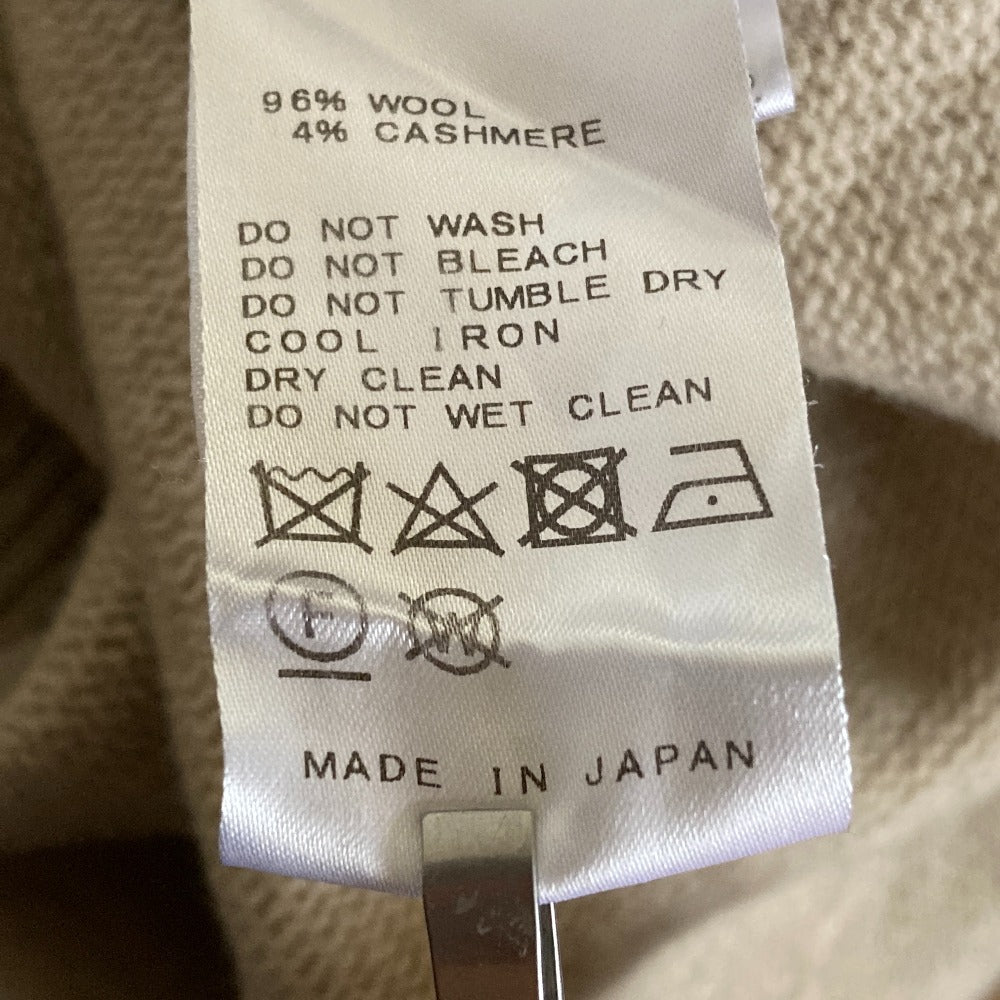 96% WOOL
4% CASHMERE
DO NOT WASH
DO NOT BLEACH
DO NOT TUMBLE DRY
COOL IRON
DRY CLEAN
DO NOT WET CLEAN
F W
MADE IN JAPAN